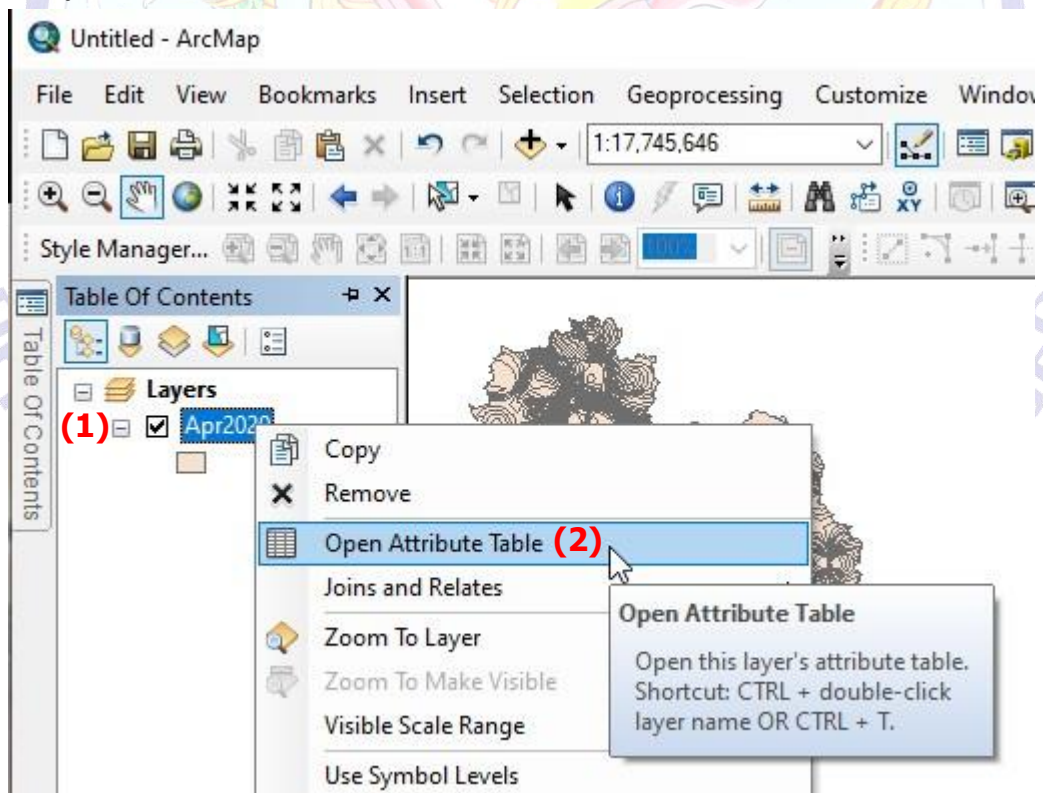 Untitled - ArcMap
File Edit View Bookmarks Insert Selection Geoprocessing Customize
1:17,745,646
Style Manager... 100%
Table Of Contents
Table Of Contents
Layers
(1) Apr2020
Copy
Remove
Open Attribute Table (2)
Joins and Relates
Open Attribute Table
Zoom To Layer
Open this layer's attribute table.
Zoom To Make Visible
Shortcut: CTRL + double-click
layer name OR CTRL + T.
Visible Scale Range
Use Symbol Levels